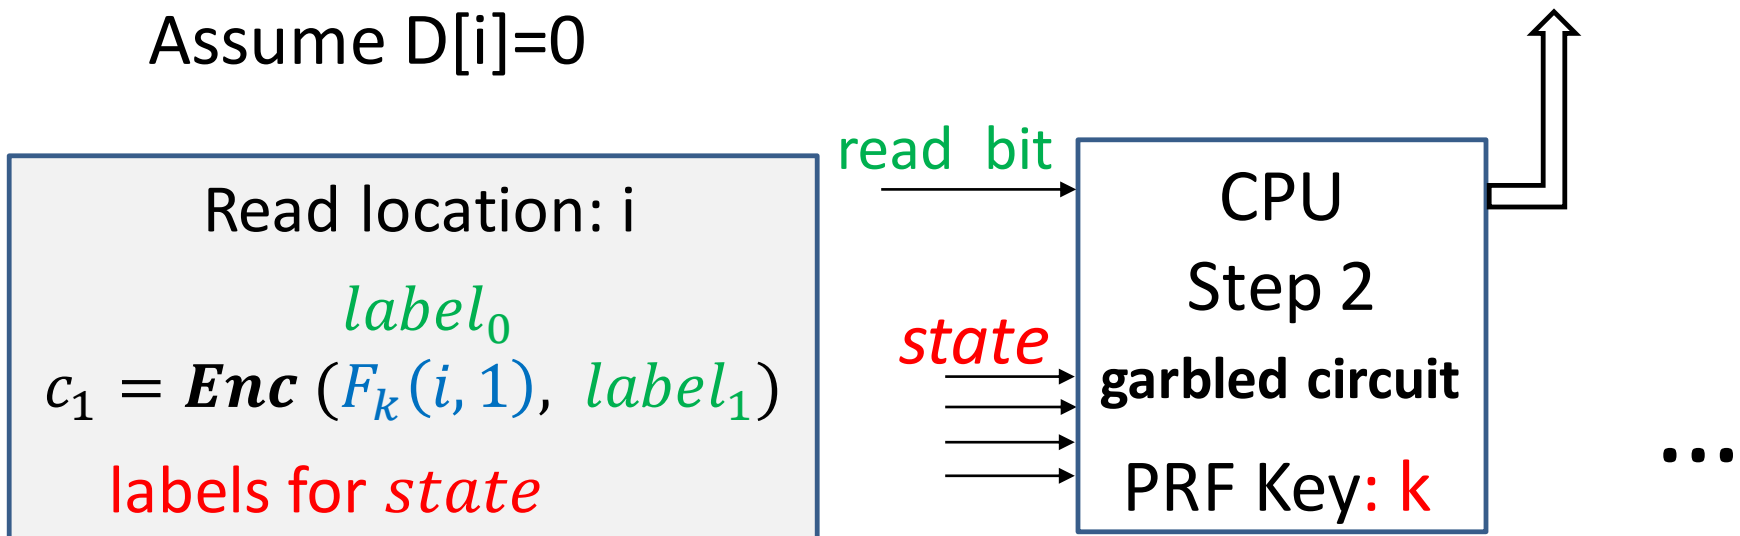 Assume D[i]=0
Read location: i
label₀
c₁ = Enc (Fₖ(i, 1), label₁)
labels for state
read bit
state
CPU
Step 2
garbled circuit
PRF Key: k
...